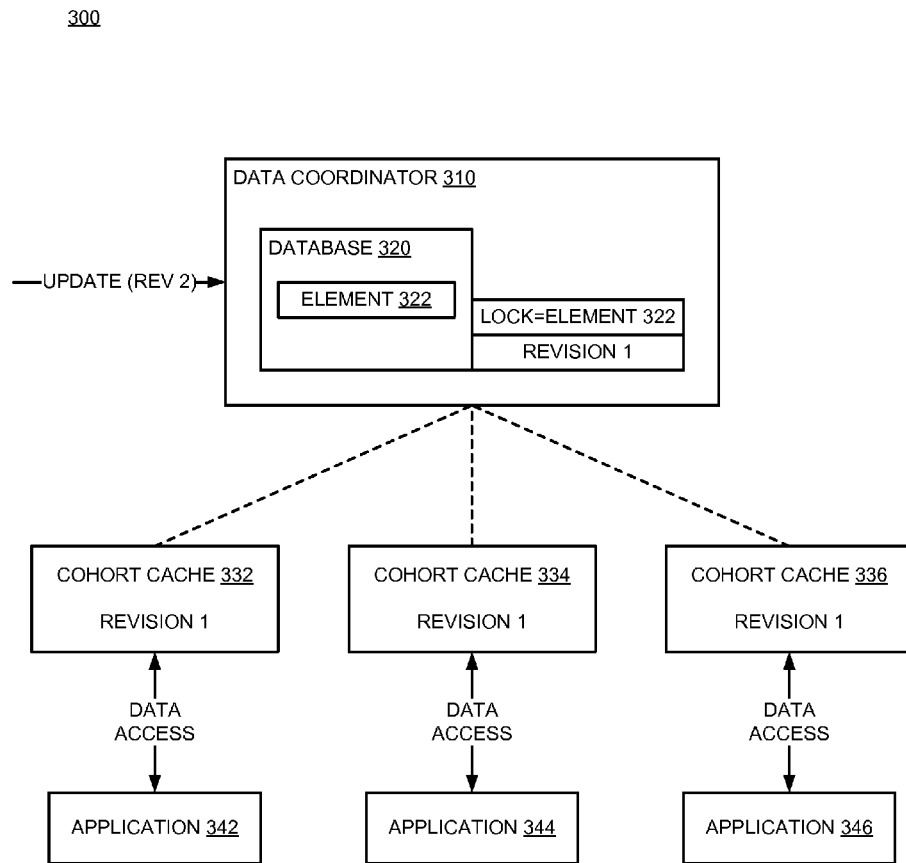 300
DATA COORDINATOR 310
DATABASE 320
UPDATE (REV 2)
ELEMENT 322
LOCK=ELEMENT 322
REVISION 1
COHORT CACHE 332
REVISION 1
COHORT CACHE 334
REVISION 1
COHORT CACHE 336
REVISION 1
DATA
ACCESS
DATA
ACCESS
DATA
ACCESS
APPLICATION 342
APPLICATION 344
APPLICATION 346